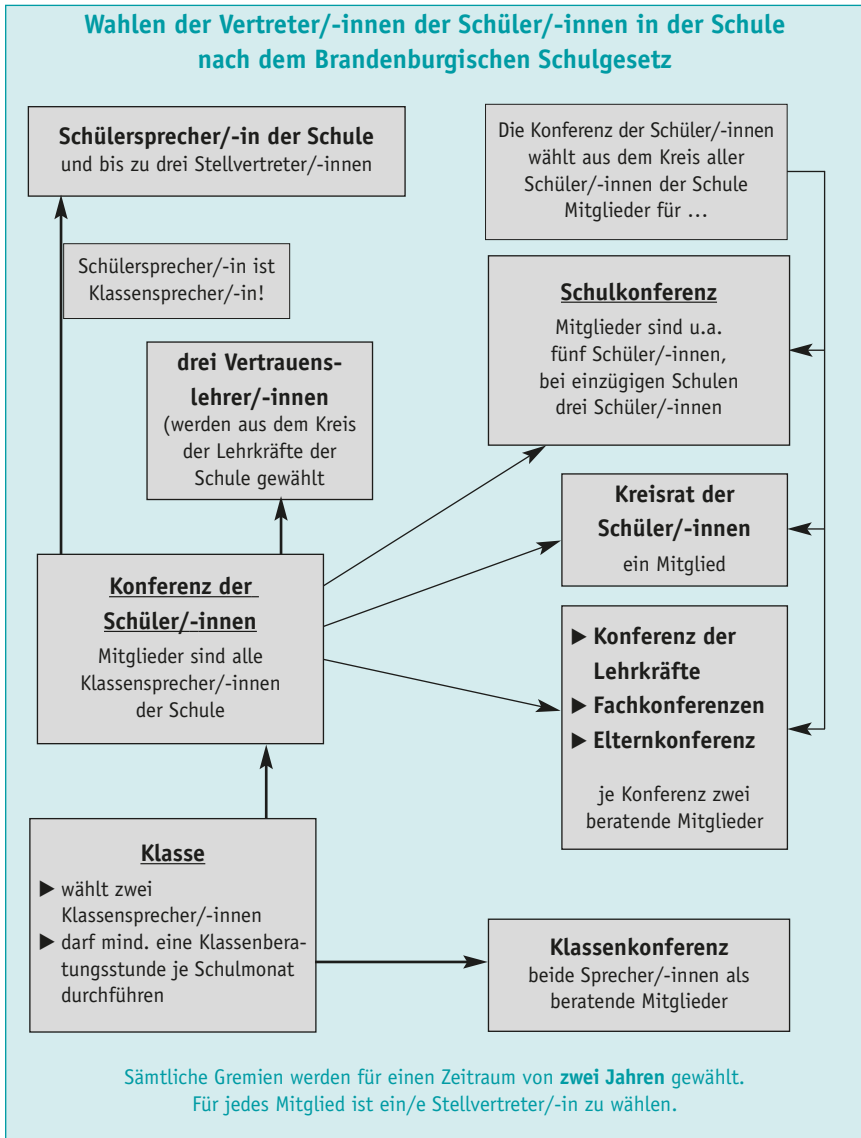 Wahlen der Vertreter/-innen der Schüler/-innen in der Schule
nach dem Brandenburgischen Schulgesetz
Schülersprecher/-in der Schule
und bis zu drei Stellvertreter/-innen
Die Konferenz der Schüler/-innen
wählt aus dem Kreis aller
Schüler/-innen der Schule
Mitglieder für ...
Schülersprecher/-in ist
Klassensprecher/-in!
Schulkonferenz
Mitglieder sind u.a.
fünf Schüler/-innen,
bei einzügigen Schulen
drei Schüler/-innen
drei Vertrauens-
lehrer/-innen
(werden aus dem Kreis
der Lehrkräfte der
Schule gewählt
Kreisrat der
Schüler/-innen
ein Mitglied
Konferenz der
Schüler/-innen
Mitglieder sind alle
Klassensprecher/-innen
der Schule
▶ Konferenz der
Lehrkräfte
▶ Fachkonferenzen
▶ Elternkonferenz
je Konferenz zwei
beratende Mitglieder
Klasse
▶ wählt zwei
Klassensprecher/-innen
▶ darf mind. eine Klassenbera-
tungsstunde je Schulmonat
durchführen
Klassenkonferenz
beide Sprecher/-innen als
beratende Mitglieder
Sämtliche Gremien werden für einen Zeitraum von zwei Jahren gewählt.
Für jedes Mitglied ist ein/e Stellvertreter/-in zu wählen.